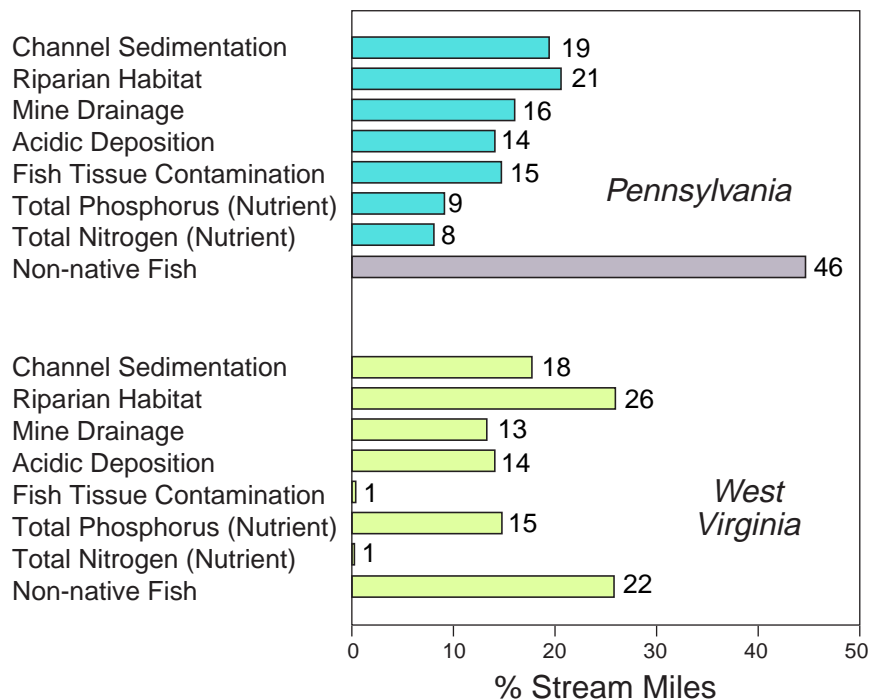 Channel Sedimentation 19
Riparian Habitat 21
Mine Drainage 16
Acidic Deposition 14
Fish Tissue Contamination 15
Pennsylvania
Total Phosphorus (Nutrient) 9
Total Nitrogen (Nutrient) 8
Non-native Fish 46
Channel Sedimentation 18
Riparian Habitat 26
Mine Drainage 13
Acidic Deposition 14
Fish Tissue Contamination 1
West
Virginia
Total Phosphorus (Nutrient) 15
Total Nitrogen (Nutrient) 1
Non-native Fish 22
0 10 20 30 40 50
% Stream Miles